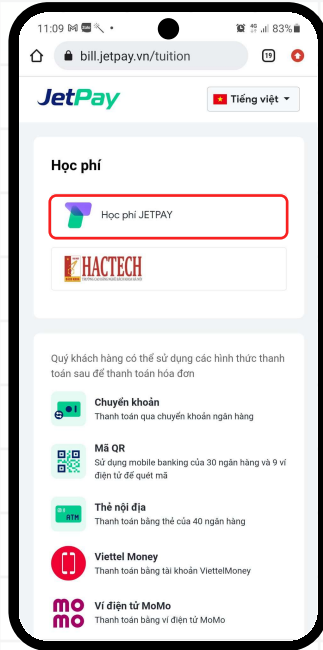 11:09
83%
bill.jetpay.vn/tuition
19
JetPay
Tiếng việt
Học phí
Học phí JETPAY
HACTECH
Quý khách hàng có thể sử dụng các hình thức thanh
toán sau để thanh toán hóa đơn
Chuyển khoản
Thanh toán qua chuyển khoản ngân hàng
Mã QR
Sử dụng mobile banking của 30 ngân hàng và 9 ví
điện tử để quét mã
Thẻ nội địa
ATM
Thanh toán bằng thẻ của 40 ngân hàng
Viettel Money
Thanh toán bằng tài khoản ViettelMoney
Ví điện tử MoMo
mo
mo
Thanh toán bằng ví điện tử MoMo